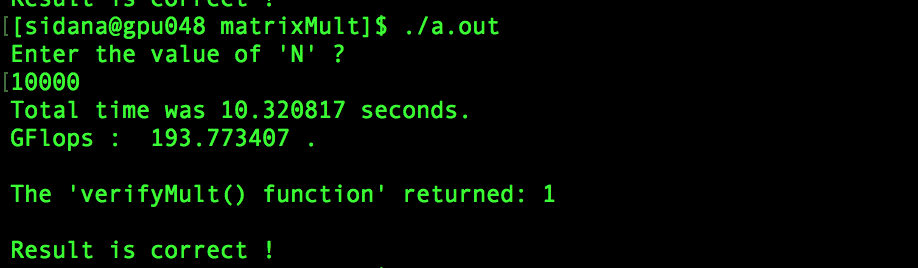 Result is correct !
[[sidana@gpu048 matrixMult]$ ./a.out
Enter the value of 'N' ?
[10000
Total time was 10.320817 seconds.
GFlops :  193.773407 .
The 'verifyMult() function' returned: 1
Result is correct !